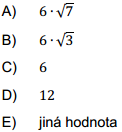 A) 6 · √7
B) 6 · √3
C) 6
D) 12
E) jiná hodnota